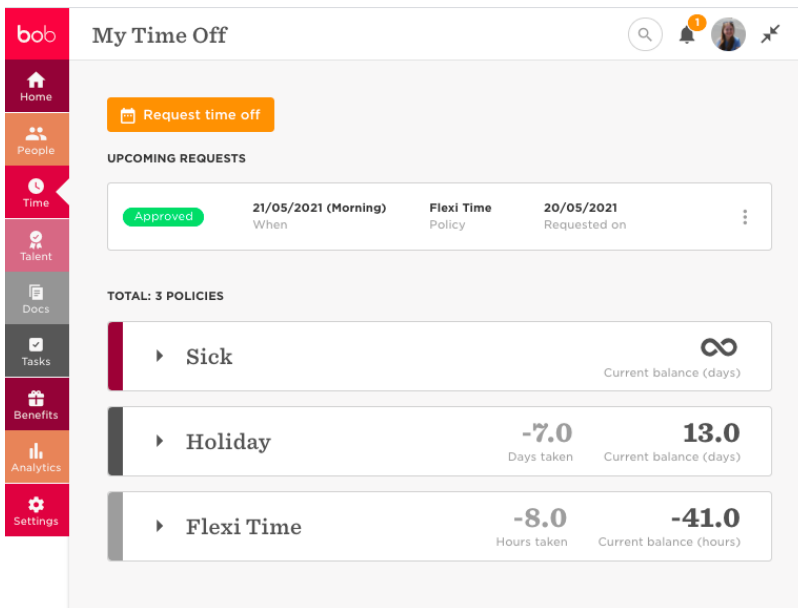 bob
My Time Off
1
Home
People
Time
Talent
Docs
Tasks
Benefits
Analytics
Settings
Request time off
UPCOMING REQUESTS
Approved
21/05/2021 (Morning) Flexi Time 20/05/2021
When Policy Requested on
TOTAL: 3 POLICIES
Sick ∞
Current balance (days)
Holiday -7.0 13.0
Days taken Current balance (days)
Flexi Time -8.0 -41.0
Hours taken Current balance (hours)